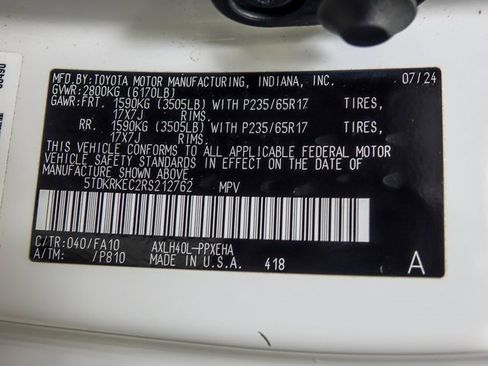 MFD.BY:TOYOTA MOTOR MANUFACTURING, INDIANA, INC. 07/24
GVWR:2800KG (6170LB)
GAWR:FRT. 1590KG (3505LB) WITH P235/65R17 TIRES,
17X7J RIMS.
RR. 1590KG (3505LB) WITH P235/65R17 TIRES,
17X7J RIMS.
THIS VEHICLE CONFORMS TO ALL APPLICABLE FEDERAL MOTOR
VEHICLE SAFETY STANDARDS IN EFFECT ON THE DATE OF
MANUFACTURE SHOWN ABOVE.
5TDKRKEC2RS212762 MPV
C/TR:040/FA10 AXLH40L-PPXEHA
A/TM: /P810 MADE IN U.S.A. 418 A